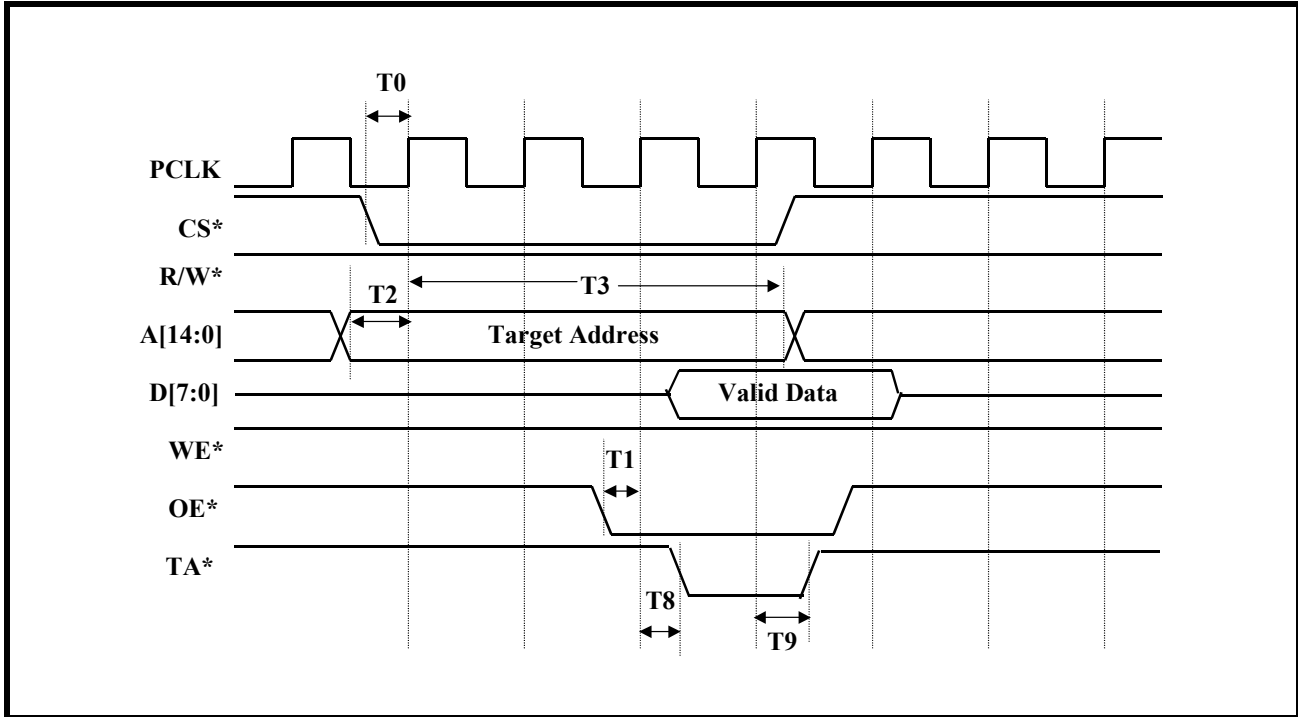 T0
PCLK
CS*
R/W*
T3
T2
A[14:0]
Target Address
D[7:0]
Valid Data
WE*
T1
OE*
TA*
T8
T9